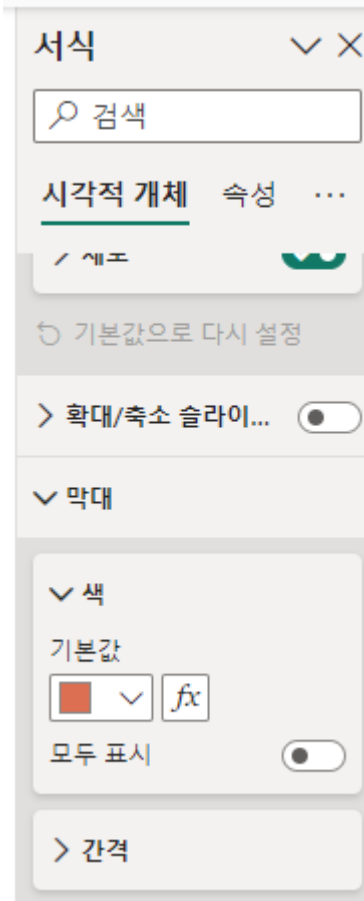 서식
검색
시각적 개체 속성 ...
세로
기본값으로 다시 설정
확대/축소 슬라이...
막대
색
기본값
fx
모두 표시
간격